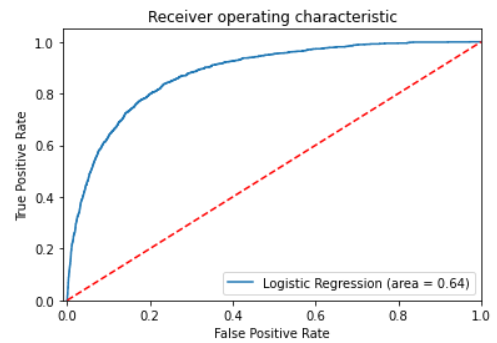 Receiver operating characteristic
1.0
0.8
0.6
0.4
0.2
0.0
True Positive Rate
Logistic Regression (area = 0.64)
0.0 0.2 0.4 0.6 0.8 1.0
False Positive Rate